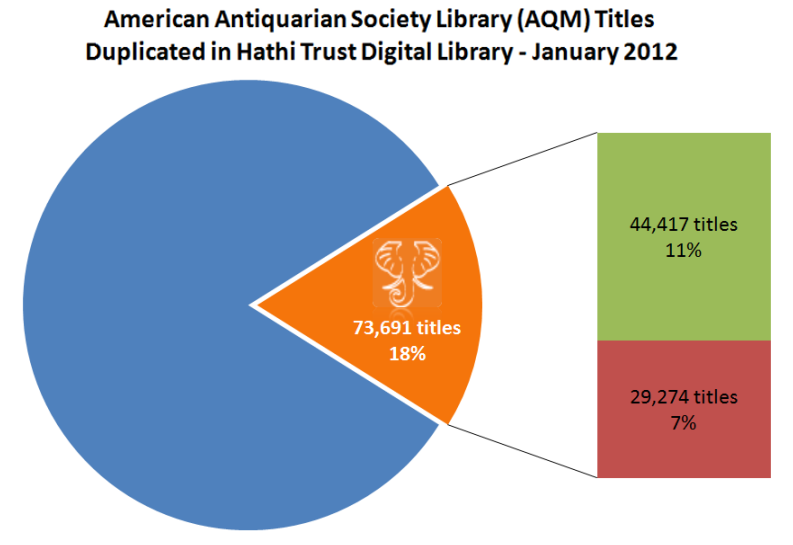 American Antiquarian Society Library (AQM) Titles
Duplicated in Hathi Trust Digital Library - January 2012
44,417 titles
11%
73,691 titles
18%
29,274 titles
7%